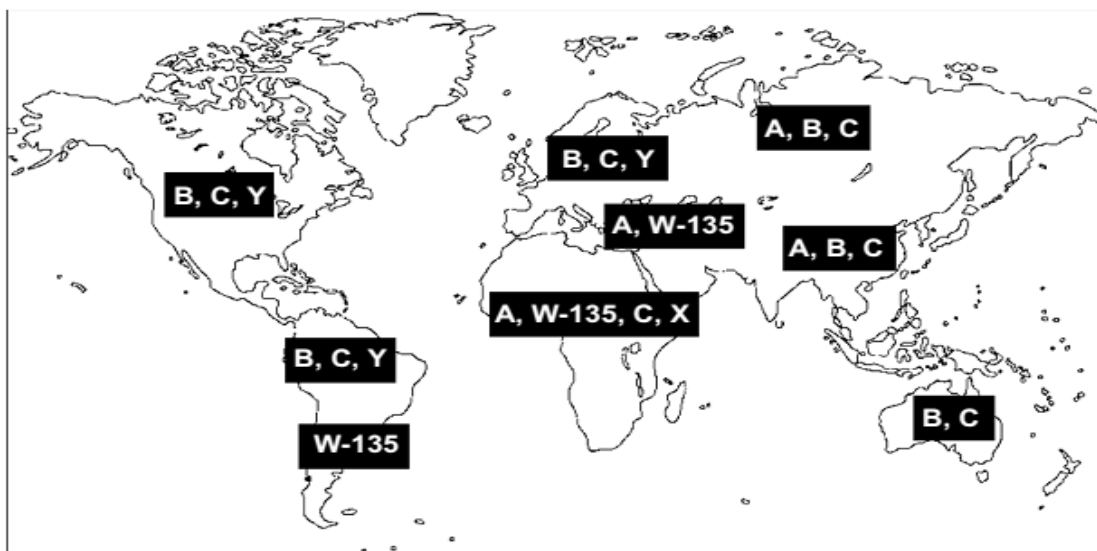 A, B, C
B, C, Y
B, C, Y
A, W-135
A, B, C
A, W-135, C, X
B, C, Y
B, C
W-135